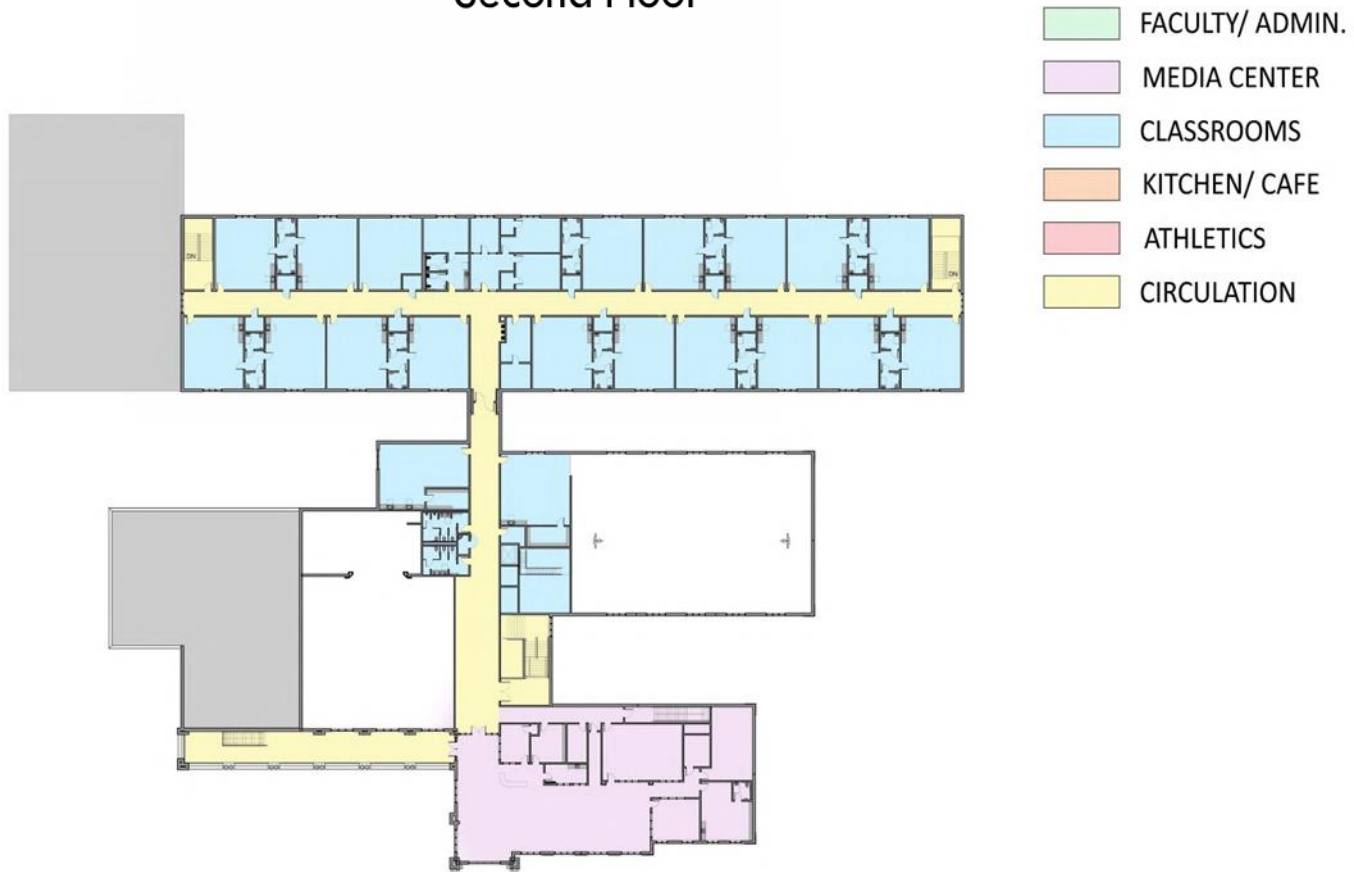 Second Floor
FACULTY/ ADMIN.
MEDIA CENTER
CLASSROOMS
KITCHEN/ CAFE
ATHLETICS
CIRCULATION
DN
DN